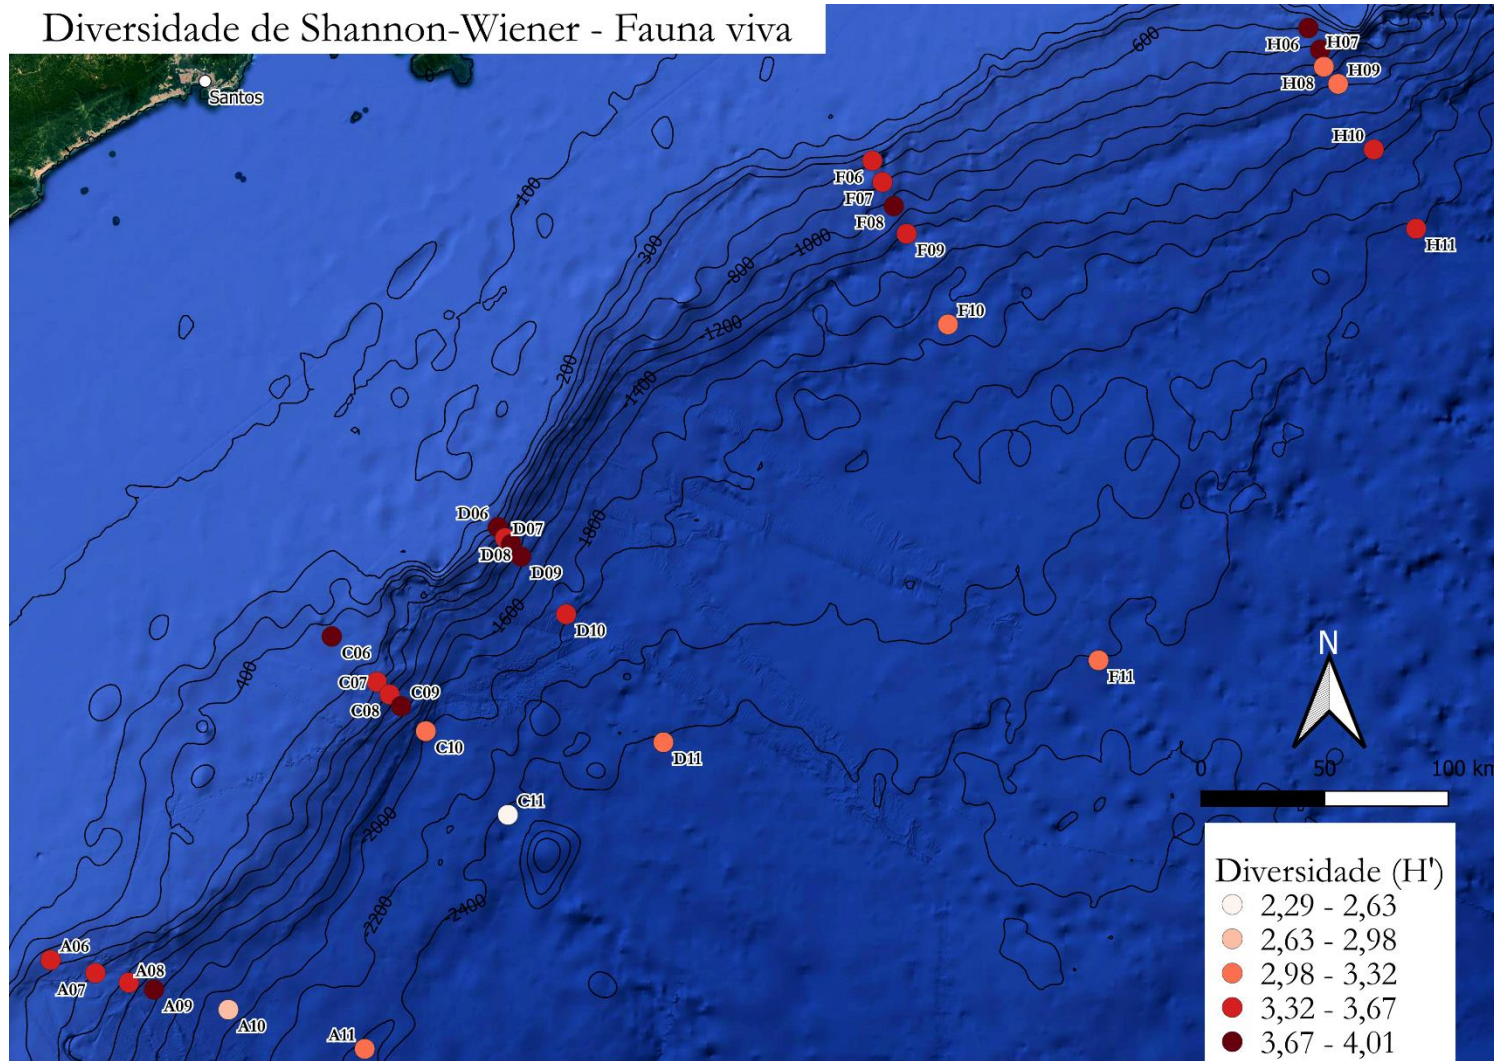 Diversidade de Shannon-Wiener - Fauna viva
Santos
0
-100
600
H06
H07
H08
H09
H10
H11
F06
F07
F08
F09
F10
F11
300
-800
-1000
-1200
200
-1400
D06
D07
D08
D09
D10
D11
1800
-1600
400
C06
C07
C08
C09
C10
C11
-2000
-2200
-2400
A06
A07
A08
A09
A10
A11
N
0 50 100 km
Diversidade (H')
2,29 - 2,63
2,63 - 2,98
2,98 - 3,32
3,32 - 3,67
3,67 - 4,01